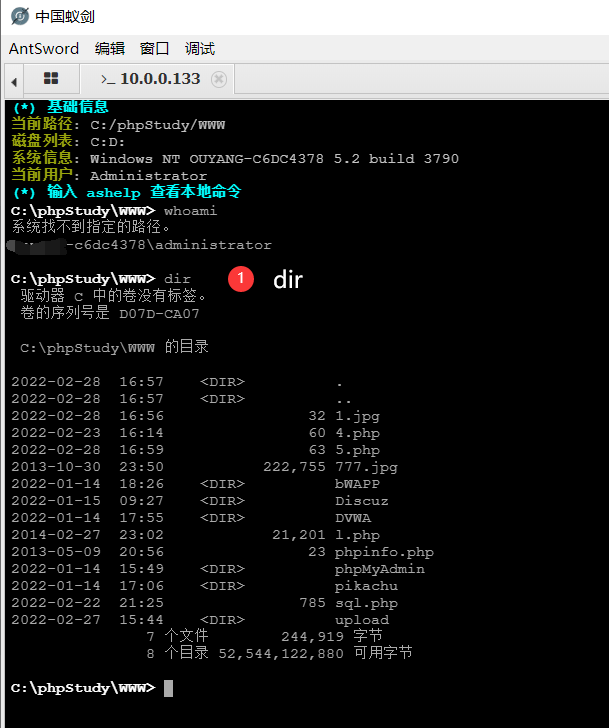 中国蚁剑
AntSword 编辑 窗口 调试
>_ 10.0.0.133
(*) 基础信息
当前路径: C:/phpStudy/WWW
磁盘列表: C:D:
系统信息: Windows NT OUYANG-C6DC4378 5.2 build 3790
当前用户: Administrator
(*) 输入 ashelp 查看本地命令
C:\phpStudy\WWW> whoami
系统找不到指定的路径。
-c6dc4378\administrator
C:\phpStudy\WWW> dir 1 dir
驱动器 C 中的卷没有标签。
卷的序列号是 D07D-CA07
C:\phpStudy\WWW 的目录
2022-02-28 16:57 <DIR> .
2022-02-28 16:57 <DIR> ..
2022-02-28 16:56 32 1.jpg
2022-02-23 16:14 60 4.php
2022-02-28 16:59 63 5.php
2013-10-30 23:50 222,755 777.jpg
2022-01-14 18:26 <DIR> bWAPP
2022-01-15 09:27 <DIR> Discuz
2022-01-14 17:55 <DIR> DVWA
2014-02-27 23:02 21,201 l.php
2013-05-09 20:56 23 phpinfo.php
2022-01-14 15:49 <DIR> phpMyAdmin
2022-01-14 17:06 <DIR> pikachu
2022-02-22 21:25 785 sql.php
2022-02-27 15:44 <DIR> upload
7 个文件 244,919 字节
8 个目录 52,544,122,880 可用字节
C:\phpStudy\WWW>